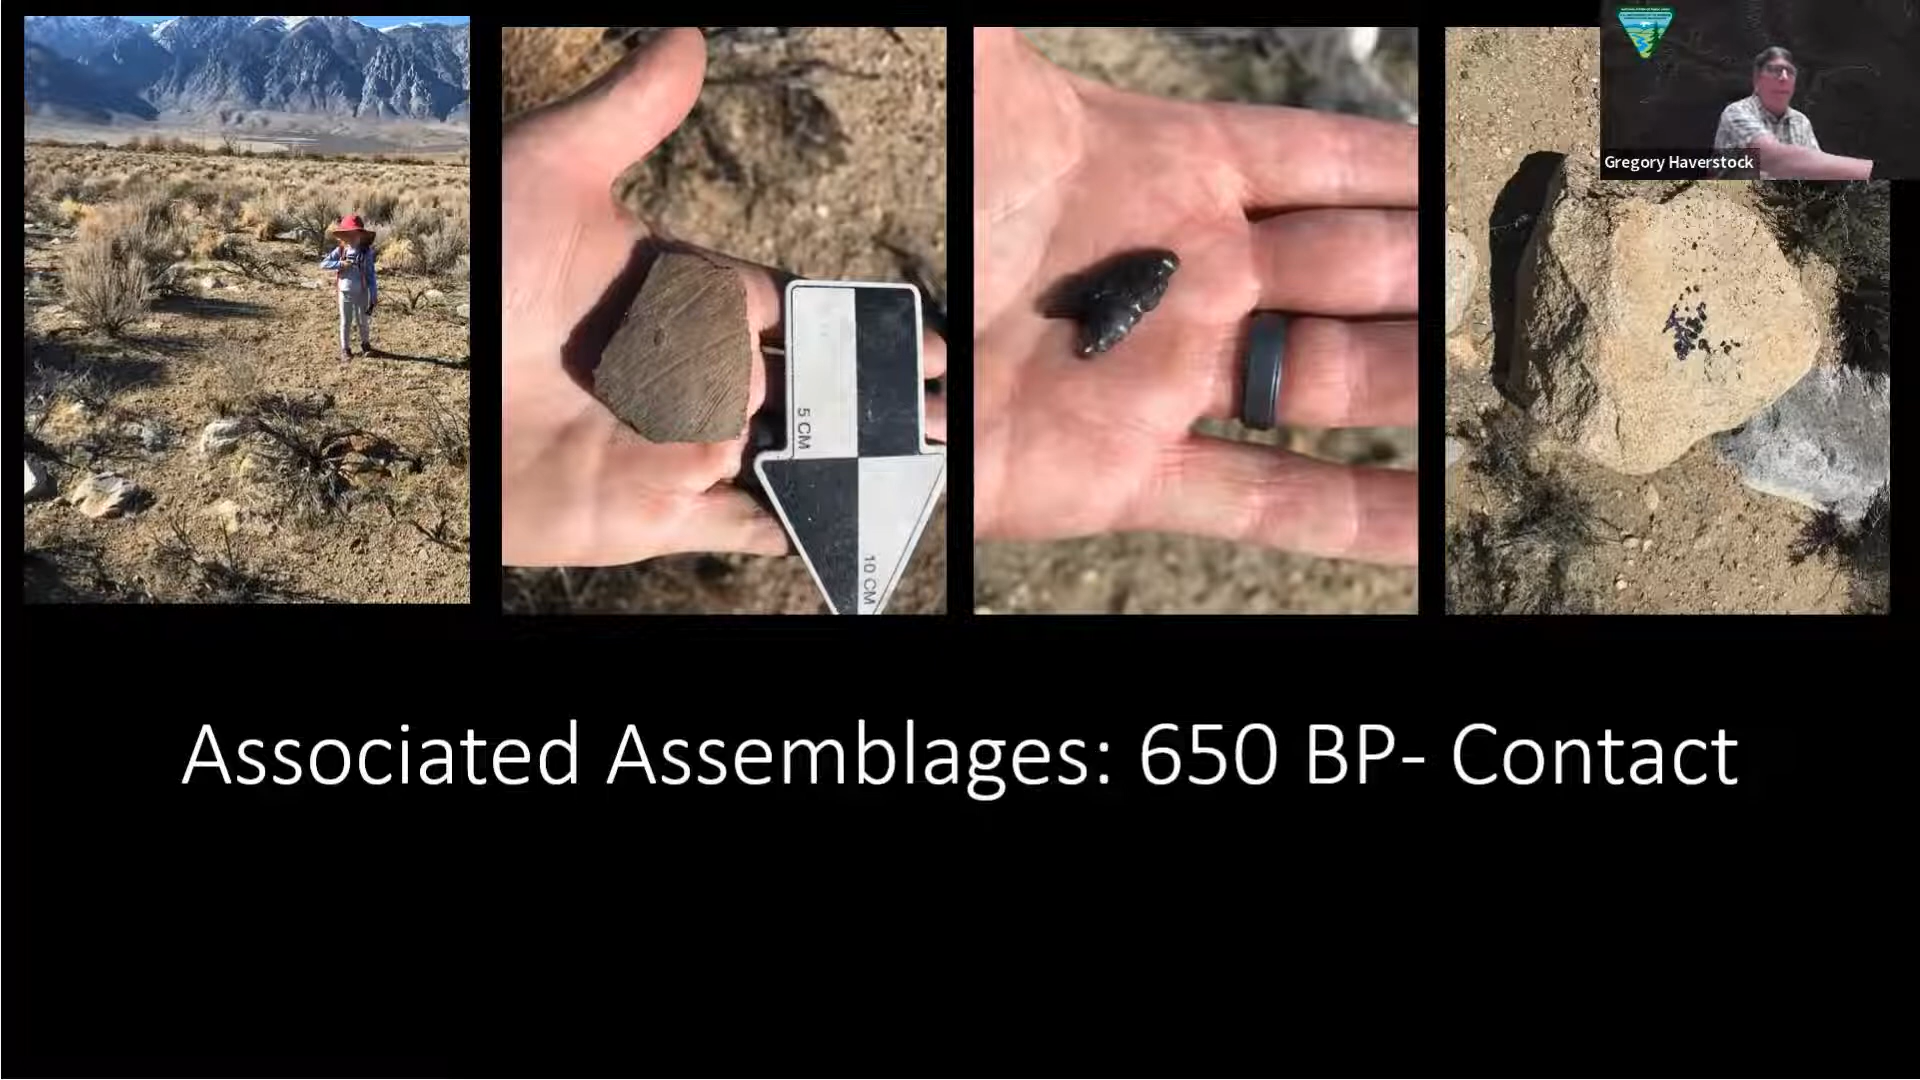 Gregory Haverstock
5 CM
10 CM
Associated Assemblages: 650 BP- Contact